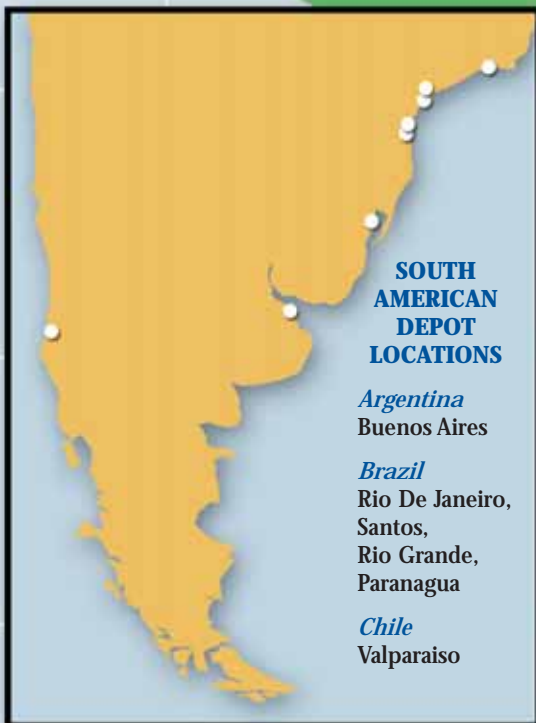 SOUTH
AMERICAN
DEPOT
LOCATIONS
Argentina
Buenos Aires
Brazil
Rio De Janeiro,
Santos,
Rio Grande,
Paranagua
Chile
Valparaiso